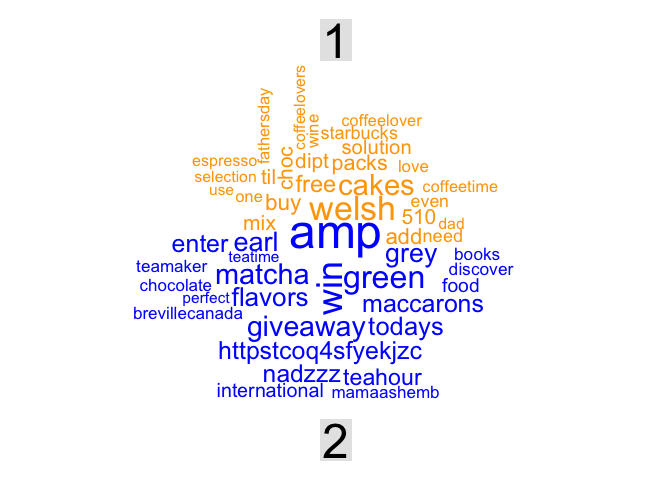 1
coffeelovers
fathersday
wine
coffeelover
starbucks
solution
espresso
choc
dipt packs
love
selection
til
free cakes
coffeetime
use
one
buy
welsh
even
510
dad
mix
amp
add need
enter earl
grey
books
teatime
teamaker
matcha
win
green
discover
chocolate
food
perfect
flavors
maccarons
brevillecanada
giveaway todays
httpstcoq4sfyekjzc
nadzzz teahour
international
mamaashemb
2